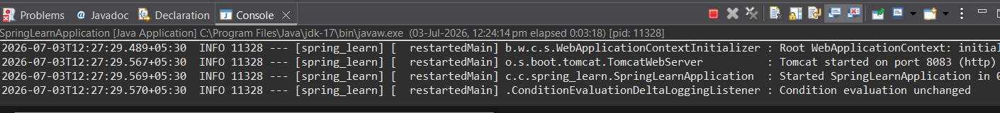 Problems Javadoc Declaration Console
SpringLearnApplication [Java Application] C:\Program Files\Java\jdk-17\bin\javaw.exe (03-Jul-2026, 12:24:14 pm elapsed 0:03:18) [pid: 11328]
2026-07-03T12:27:29.489+05:30  INFO 11328 --- [spring_learn] [  restartedMain] b.w.c.s.WebApplicationContextInitializer : Root WebApplicationContext: initial
2026-07-03T12:27:29.567+05:30  INFO 11328 --- [spring_learn] [  restartedMain] o.s.boot.tomcat.TomcatWebServer          : Tomcat started on port 8083 (http)
2026-07-03T12:27:29.569+05:30  INFO 11328 --- [spring_learn] [  restartedMain] c.c.spring_learn.SpringLearnApplication  : Started SpringLearnApplication in 0
2026-07-03T12:27:29.570+05:30  INFO 11328 --- [spring_learn] [  restartedMain] .ConditionEvaluationDeltaLoggingListener : Condition evaluation unchanged